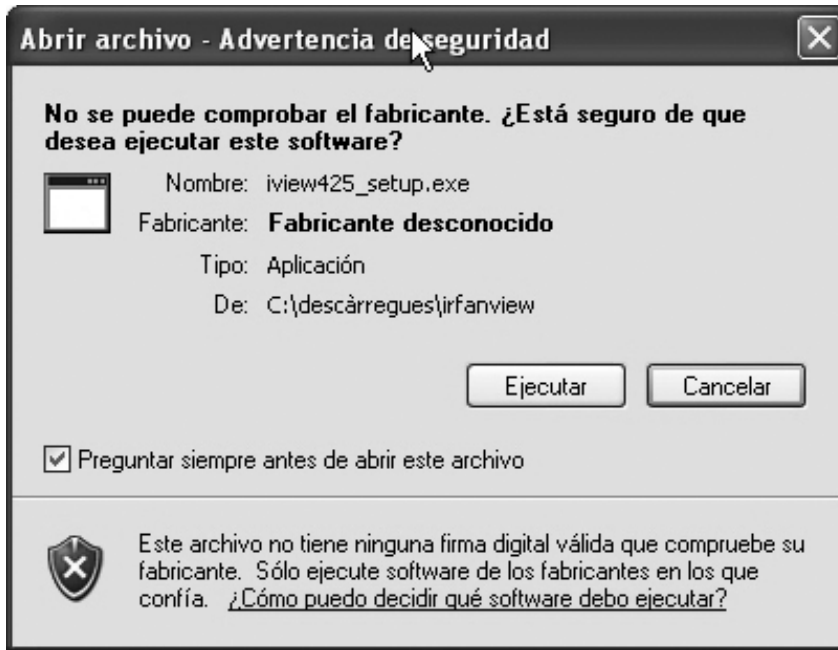 Abrir archivo - Advertencia de seguridad
No se puede comprobar el fabricante. ¿Está seguro de que
desea ejecutar este software?
Nombre: iview425_setup.exe
Fabricante: Fabricante desconocido
Tipo: Aplicación
De: C:\descàrregues\irfanview
Ejecutar Cancelar
Preguntar siempre antes de abrir este archivo
Este archivo no tiene ninguna firma digital válida que compruebe su
fabricante. Sólo ejecute software de los fabricantes en los que
confía. ¿Cómo puedo decidir qué software debo ejecutar?